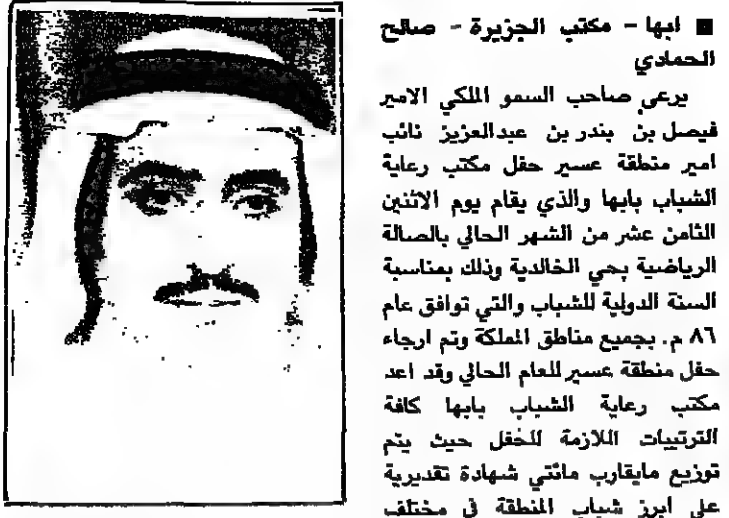 ■ ابها - مكتب الجزيرة - صالح
الحمادي
يرعى صاحب السمو الملكي الامير
فيصل بن بندر بن عبدالعزيز نائب
امير منطقة عسير حفل مكتب رعاية
الشباب بابها والذي يقام يوم الاثنين
الثامن عشر من الشهر الحالي بالصالة
الرياضية بحي الخالدية وذلك بمناسبة
السنة الدولية للشباب والتي توافق عام
٨٦ م. بجميع مناطق المملكة وتم ارجاء
حفل منطقة عسير للعام الحالي وقد اعد
مكتب رعاية الشباب بابها كافة
الترتيبات اللازمة للحفل حيث يتم
توزيع مايقارب مائتي شهادة تقديرية
على ابرز شباب المنطقة في مختلف